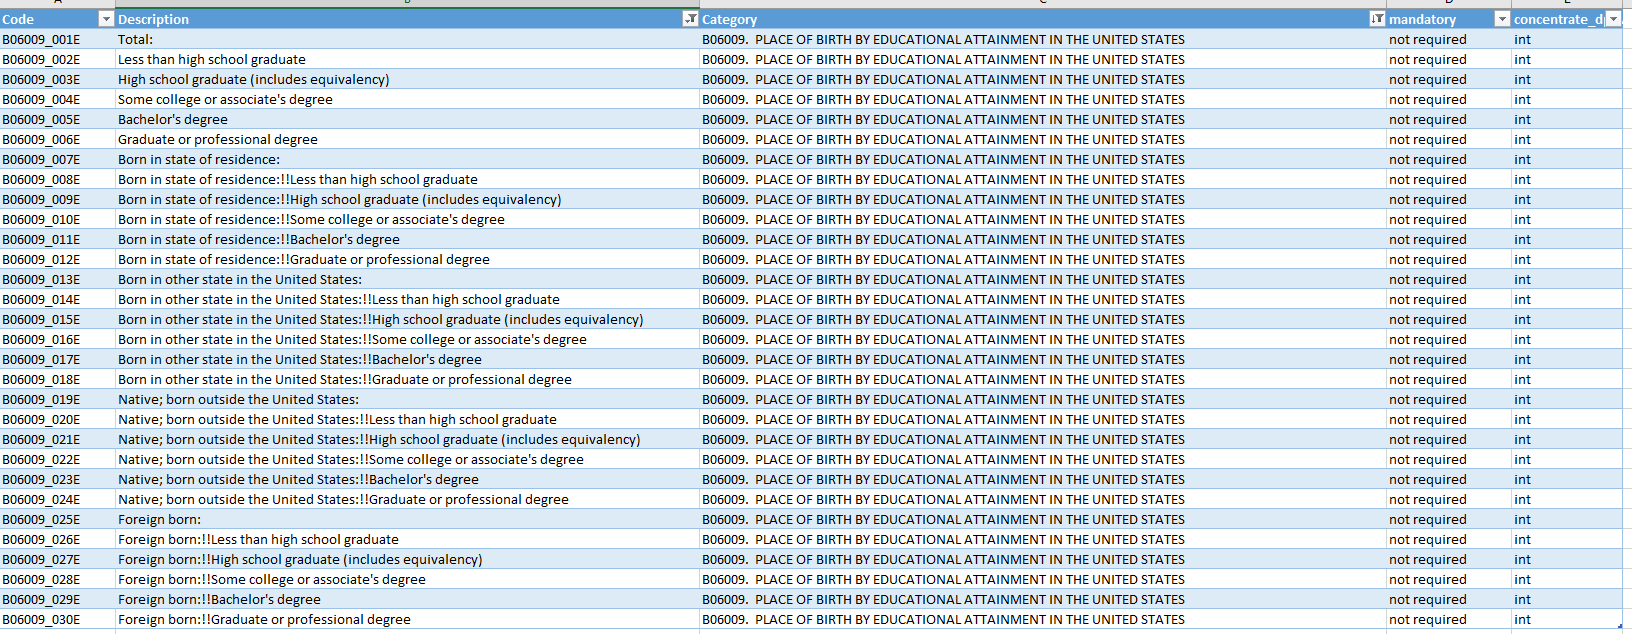 Code Description Category mandatory concentrate_d
B06009_001E Total: B06009.  PLACE OF BIRTH BY EDUCATIONAL ATTAINMENT IN THE UNITED STATES not required int
B06009_002E Less than high school graduate B06009.  PLACE OF BIRTH BY EDUCATIONAL ATTAINMENT IN THE UNITED STATES not required int
B06009_003E High school graduate (includes equivalency) B06009.  PLACE OF BIRTH BY EDUCATIONAL ATTAINMENT IN THE UNITED STATES not required int
B06009_004E Some college or associate's degree B06009.  PLACE OF BIRTH BY EDUCATIONAL ATTAINMENT IN THE UNITED STATES not required int
B06009_005E Bachelor's degree B06009.  PLACE OF BIRTH BY EDUCATIONAL ATTAINMENT IN THE UNITED STATES not required int
B06009_006E Graduate or professional degree B06009.  PLACE OF BIRTH BY EDUCATIONAL ATTAINMENT IN THE UNITED STATES not required int
B06009_007E Born in state of residence: B06009.  PLACE OF BIRTH BY EDUCATIONAL ATTAINMENT IN THE UNITED STATES not required int
B06009_008E Born in state of residence:!!Less than high school graduate B06009.  PLACE OF BIRTH BY EDUCATIONAL ATTAINMENT IN THE UNITED STATES not required int
B06009_009E Born in state of residence:!!High school graduate (includes equivalency) B06009.  PLACE OF BIRTH BY EDUCATIONAL ATTAINMENT IN THE UNITED STATES not required int
B06009_010E Born in state of residence:!!Some college or associate's degree B06009.  PLACE OF BIRTH BY EDUCATIONAL ATTAINMENT IN THE UNITED STATES not required int
B06009_011E Born in state of residence:!!Bachelor's degree B06009.  PLACE OF BIRTH BY EDUCATIONAL ATTAINMENT IN THE UNITED STATES not required int
B06009_012E Born in state of residence:!!Graduate or professional degree B06009.  PLACE OF BIRTH BY EDUCATIONAL ATTAINMENT IN THE UNITED STATES not required int
B06009_013E Born in other state in the United States: B06009.  PLACE OF BIRTH BY EDUCATIONAL ATTAINMENT IN THE UNITED STATES not required int
B06009_014E Born in other state in the United States:!!Less than high school graduate B06009.  PLACE OF BIRTH BY EDUCATIONAL ATTAINMENT IN THE UNITED STATES not required int
B06009_015E Born in other state in the United States:!!High school graduate (includes equivalency) B06009.  PLACE OF BIRTH BY EDUCATIONAL ATTAINMENT IN THE UNITED STATES not required int
B06009_016E Born in other state in the United States:!!Some college or associate's degree B06009.  PLACE OF BIRTH BY EDUCATIONAL ATTAINMENT IN THE UNITED STATES not required int
B06009_017E Born in other state in the United States:!!Bachelor's degree B06009.  PLACE OF BIRTH BY EDUCATIONAL ATTAINMENT IN THE UNITED STATES not required int
B06009_018E Born in other state in the United States:!!Graduate or professional degree B06009.  PLACE OF BIRTH BY EDUCATIONAL ATTAINMENT IN THE UNITED STATES not required int
B06009_019E Native; born outside the United States: B06009.  PLACE OF BIRTH BY EDUCATIONAL ATTAINMENT IN THE UNITED STATES not required int
B06009_020E Native; born outside the United States:!!Less than high school graduate B06009.  PLACE OF BIRTH BY EDUCATIONAL ATTAINMENT IN THE UNITED STATES not required int
B06009_021E Native; born outside the United States:!!High school graduate (includes equivalency) B06009.  PLACE OF BIRTH BY EDUCATIONAL ATTAINMENT IN THE UNITED STATES not required int
B06009_022E Native; born outside the United States:!!Some college or associate's degree B06009.  PLACE OF BIRTH BY EDUCATIONAL ATTAINMENT IN THE UNITED STATES not required int
B06009_023E Native; born outside the United States:!!Bachelor's degree B06009.  PLACE OF BIRTH BY EDUCATIONAL ATTAINMENT IN THE UNITED STATES not required int
B06009_024E Native; born outside the United States:!!Graduate or professional degree B06009.  PLACE OF BIRTH BY EDUCATIONAL ATTAINMENT IN THE UNITED STATES not required int
B06009_025E Foreign born: B06009.  PLACE OF BIRTH BY EDUCATIONAL ATTAINMENT IN THE UNITED STATES not required int
B06009_026E Foreign born:!!Less than high school graduate B06009.  PLACE OF BIRTH BY EDUCATIONAL ATTAINMENT IN THE UNITED STATES not required int
B06009_027E Foreign born:!!High school graduate (includes equivalency) B06009.  PLACE OF BIRTH BY EDUCATIONAL ATTAINMENT IN THE UNITED STATES not required int
B06009_028E Foreign born:!!Some college or associate's degree B06009.  PLACE OF BIRTH BY EDUCATIONAL ATTAINMENT IN THE UNITED STATES not required int
B06009_029E Foreign born:!!Bachelor's degree B06009.  PLACE OF BIRTH BY EDUCATIONAL ATTAINMENT IN THE UNITED STATES not required int
B06009_030E Foreign born:!!Graduate or professional degree B06009.  PLACE OF BIRTH BY EDUCATIONAL ATTAINMENT IN THE UNITED STATES not required int